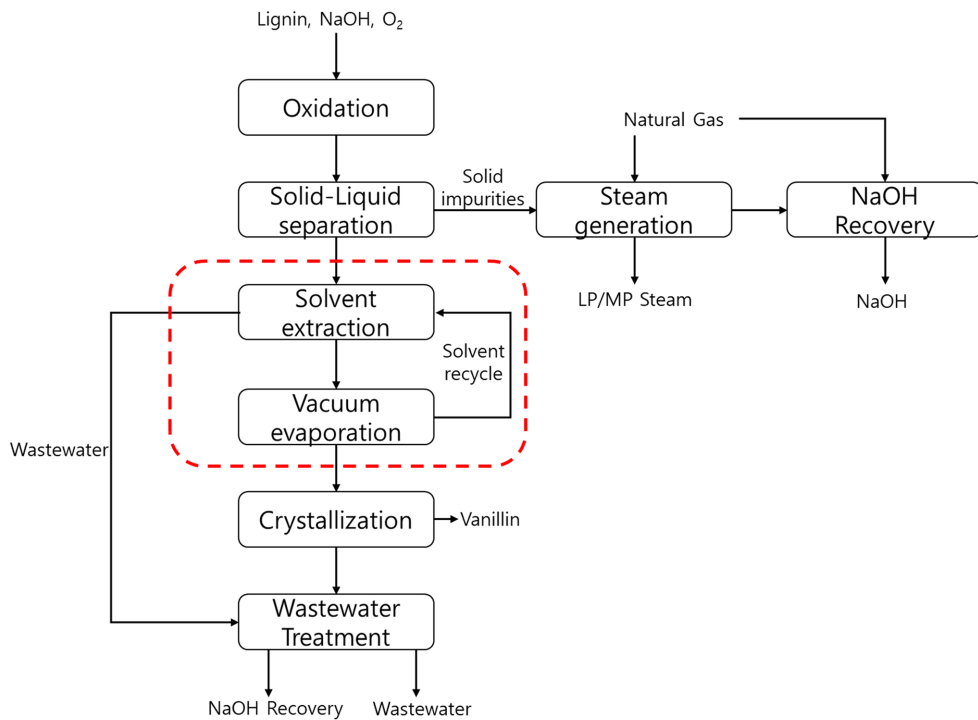 Lignin, NaOH, O₂
Oxidation
Natural Gas
Solid-Liquid
separation
Solid
impurities
Steam
generation
NaOH
Recovery
LP/MP Steam
NaOH
Solvent
extraction
Solvent
recycle
Vacuum
evaporation
Wastewater
Crystallization
Vanillin
Wastewater
Treatment
NaOH Recovery
Wastewater